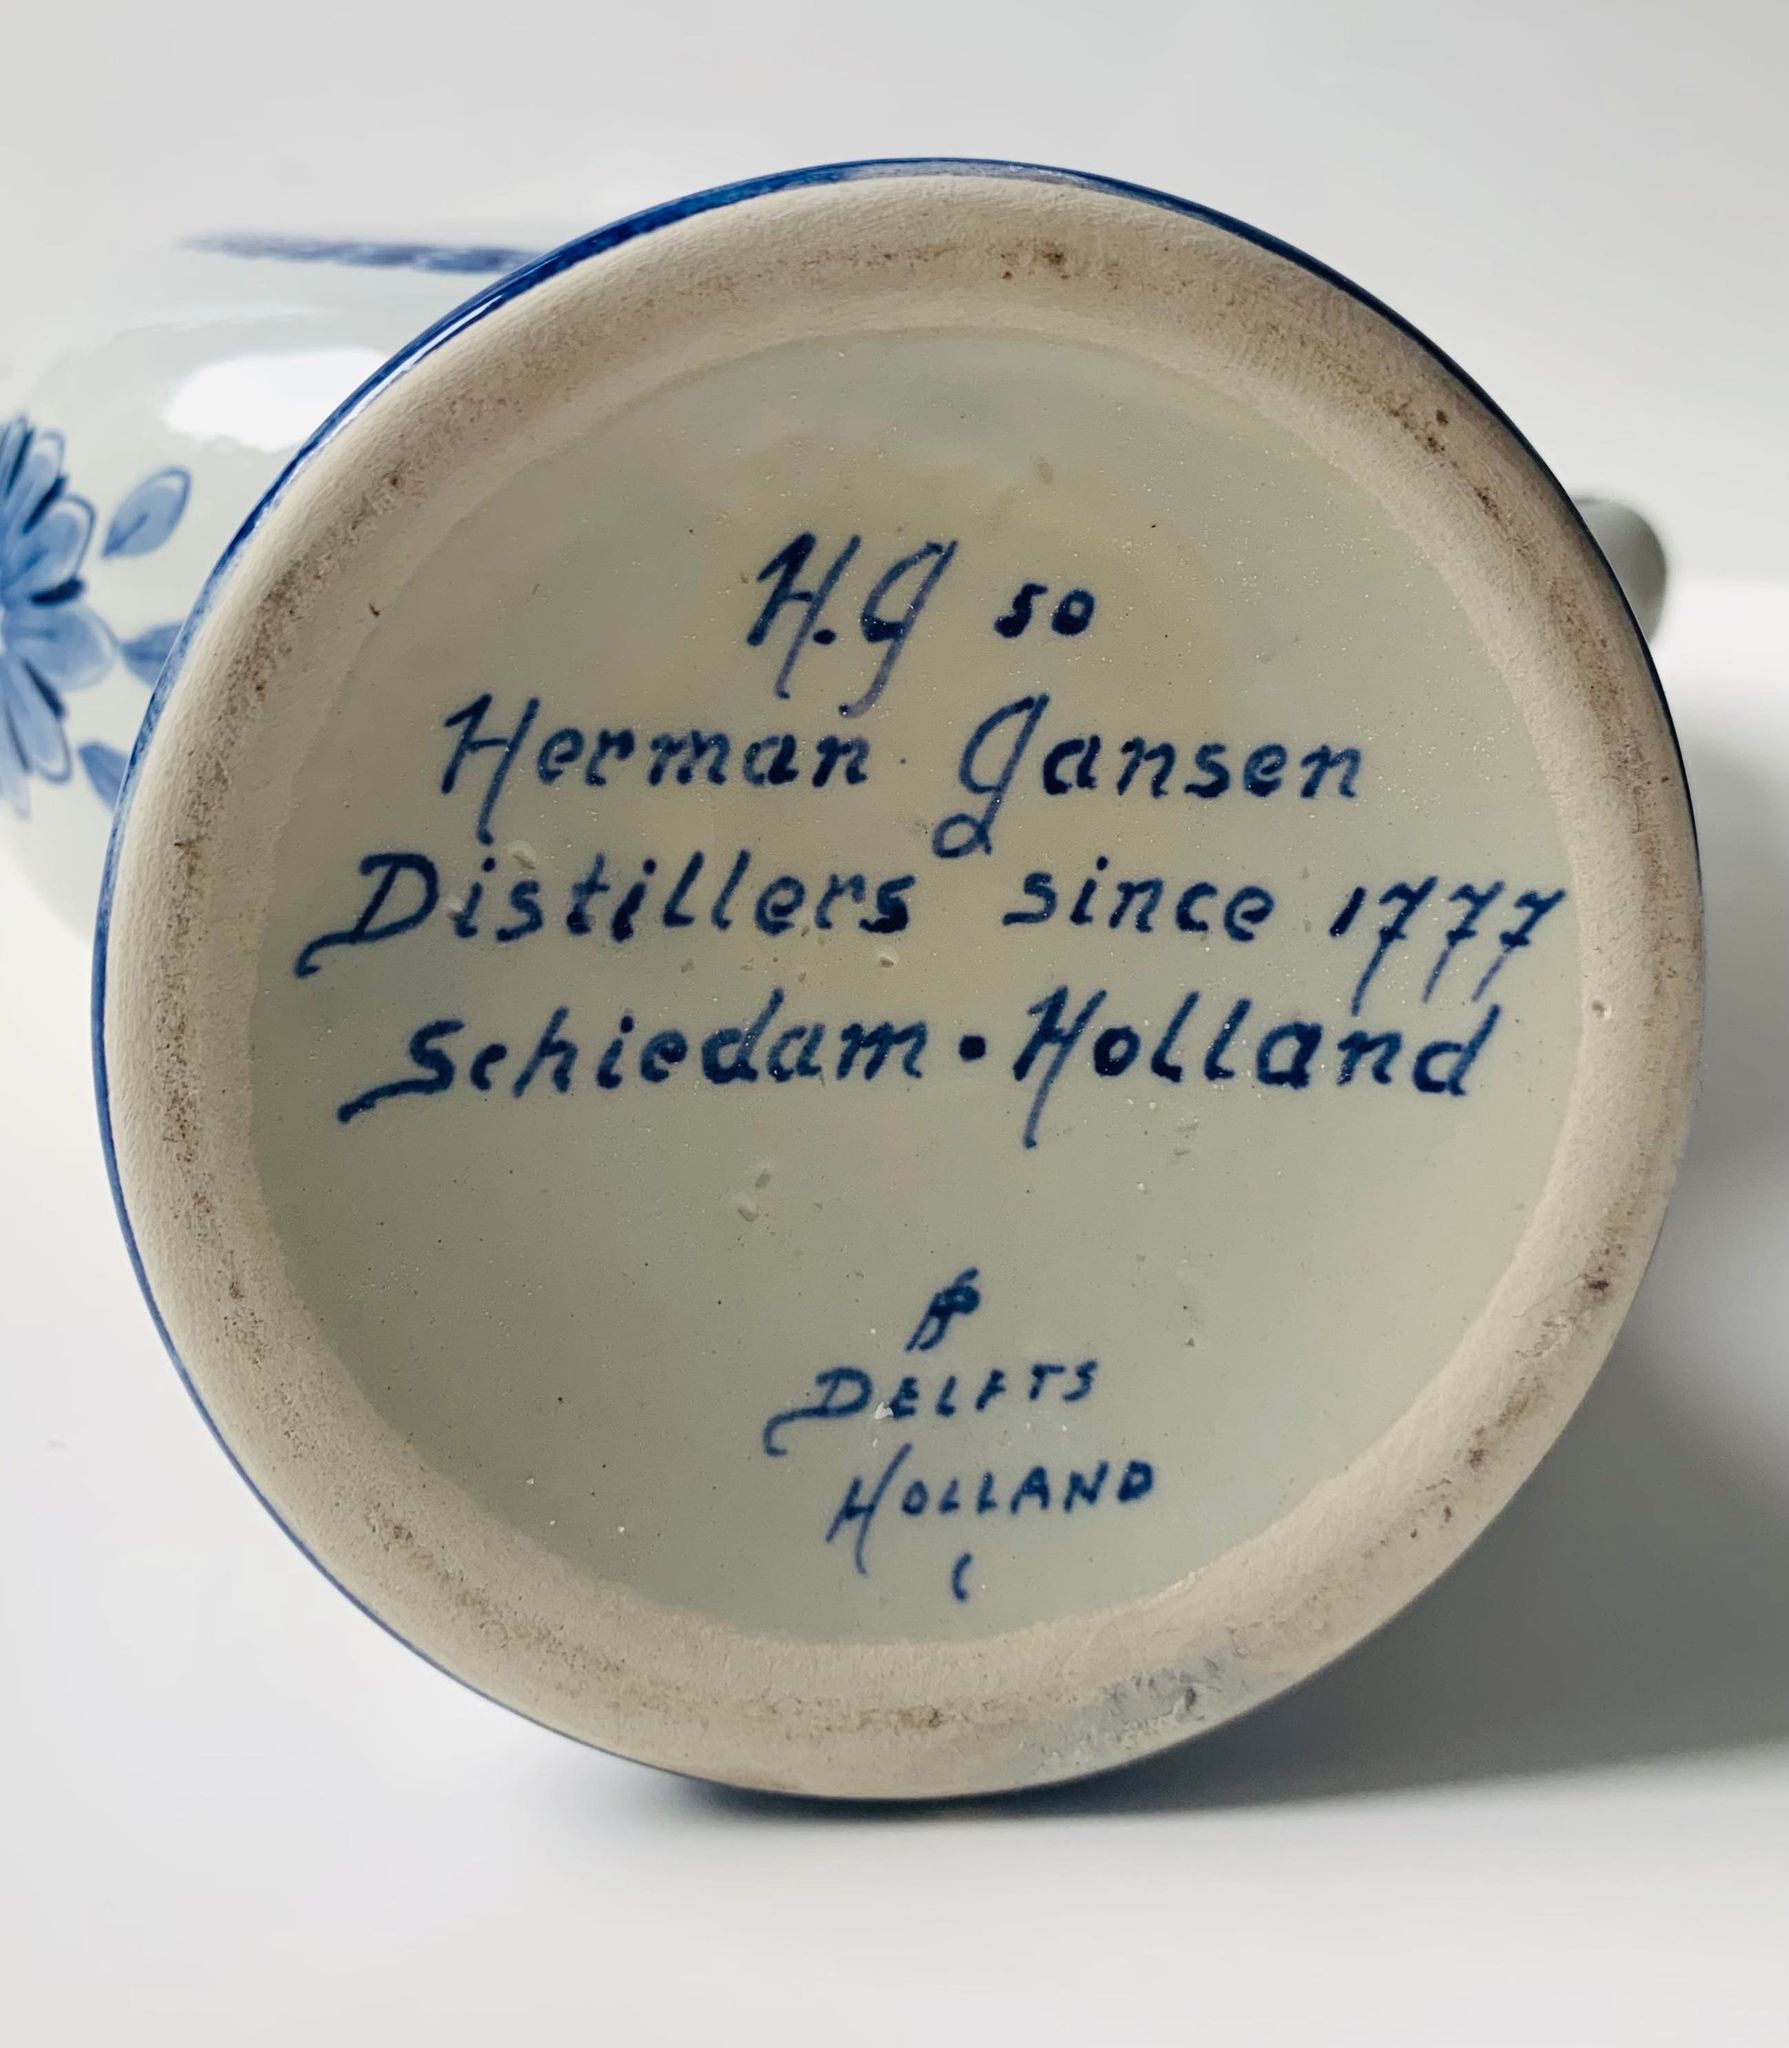 H.J 50
Herman Jansen
Distillers since 1777
Schiedam • Holland
DELFTS
HOLLAND